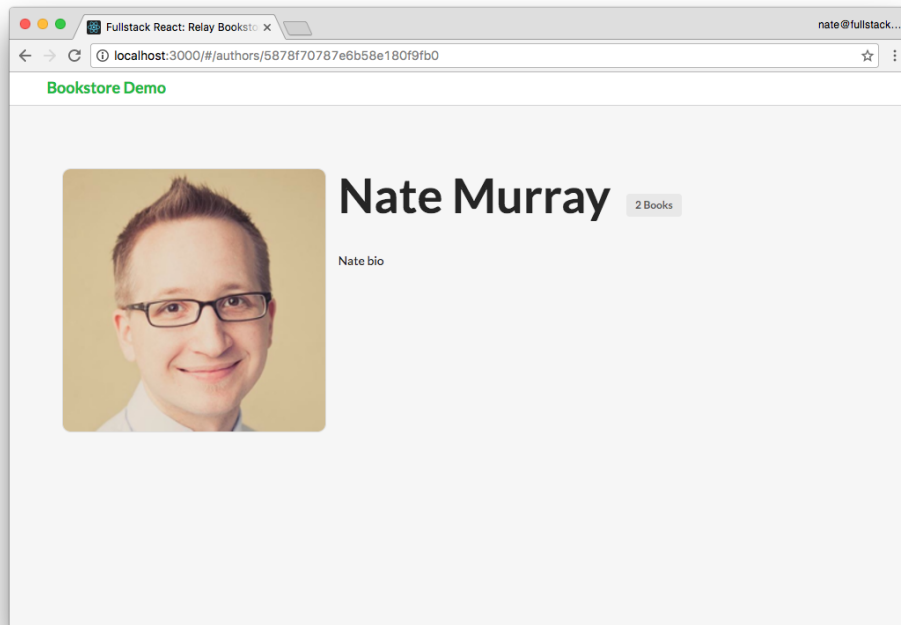 Fullstack React: Relay Booksto
nate@fullstack...
localhost:3000/#/authors/5878f70787e6b58e180f9fb0
Bookstore Demo
Nate Murray
2 Books
Nate bio